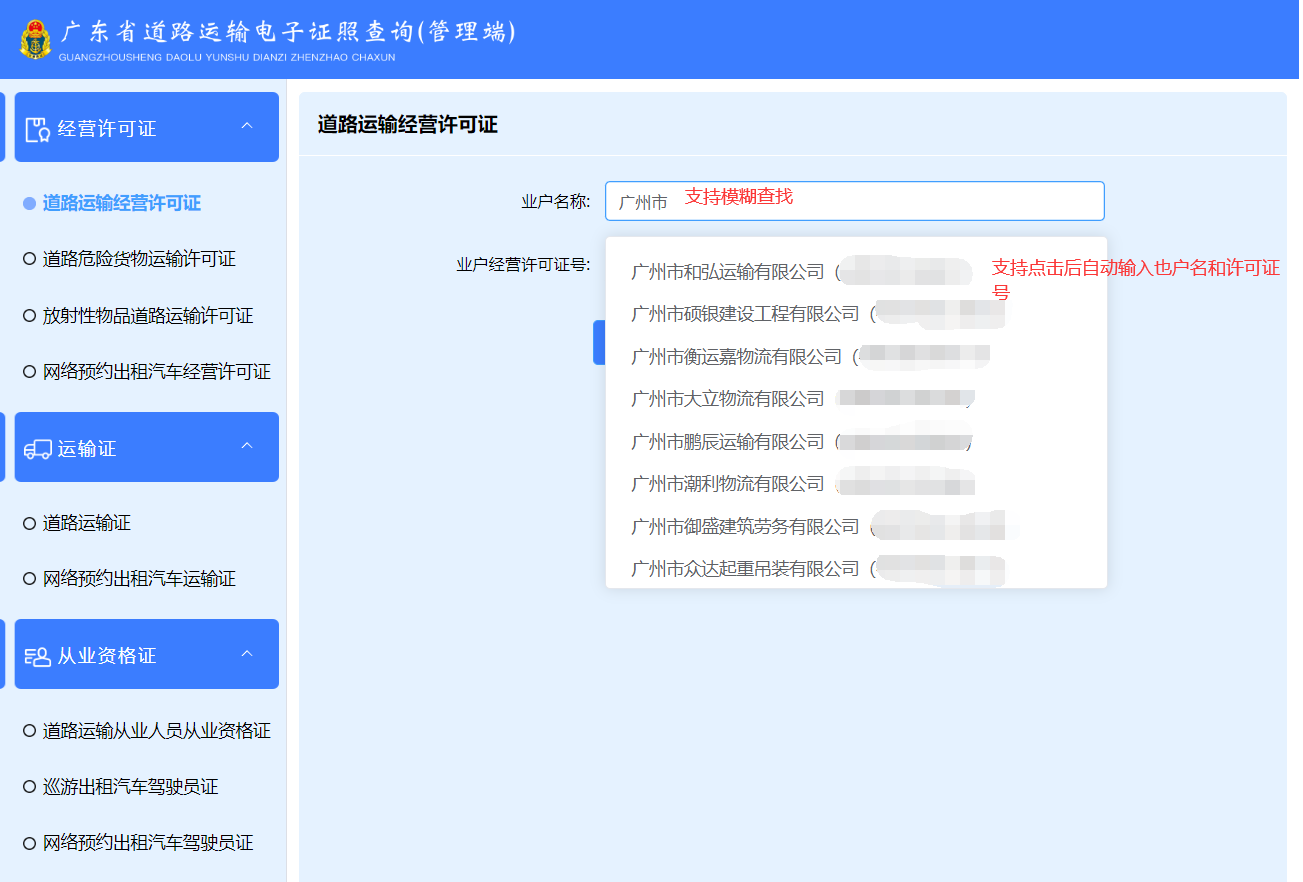 广东省道路运输电子证照查询(管理端)
GUANGZHOUSHENG DAOLU YUNSHU DIANZI ZHENZHAO CHAXUN
经营许可证
道路运输经营许可证
道路危险货物运输许可证
放射性物品道路运输许可证
网络预约出租汽车经营许可证
运输证
道路运输证
网络预约出租汽车运输证
从业资格证
道路运输从业人员从业资格证
巡游出租汽车驾驶员证
网络预约出租汽车驾驶员证
道路运输经营许可证
业户名称:
广州市 支持模糊查找
业户经营许可证号:
广州市和弘运输有限公司 (
支持点击后自动输入也户名和许可证
号
广州市硕银建设工程有限公司 (
广州市衡运嘉物流有限公司 (
广州市大立物流有限公司
广州市鹏辰运输有限公司 ( )
广州市潮利物流有限公司
广州市御盛建筑劳务有限公司 (
广州市众达起重吊装有限公司 (